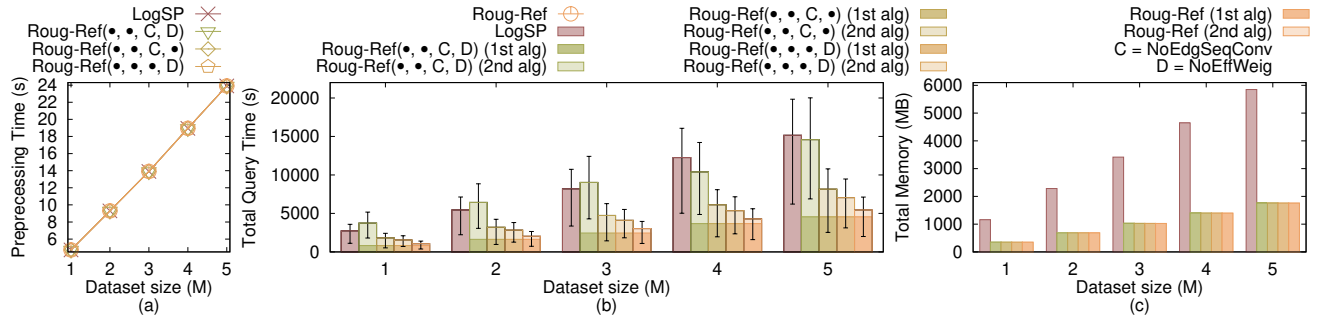 LogSP
Roug-Ref(•, •, C, D)
Roug-Ref(•, •, C, •)
Roug-Ref(•, •, •, D)
Preprecessing Time (s)
24
22
20
18
16
14
12
10
8
6
1 2 3 4 5
Dataset size (M)
(a)
Roug-Ref
LogSP
Roug-Ref(•, •, C, D) (1st alg)
Roug-Ref(•, •, C, D) (2nd alg)
Roug-Ref(•, •, C, •) (1st alg)
Roug-Ref(•, •, C, •) (2nd alg)
Roug-Ref(•, •, •, D) (1st alg)
Roug-Ref(•, •, •, D) (2nd alg)
Total Query Time (s)
20000
15000
10000
5000
0
1 2 3 4 5
Dataset size (M)
(b)
Roug-Ref (1st alg)
Roug-Ref (2nd alg)
C = NoEdgSeqConv
D = NoEffWeig
Total Memory (MB)
6000
5000
4000
3000
2000
1000
0
1 2 3 4 5
Dataset size (M)
(c)